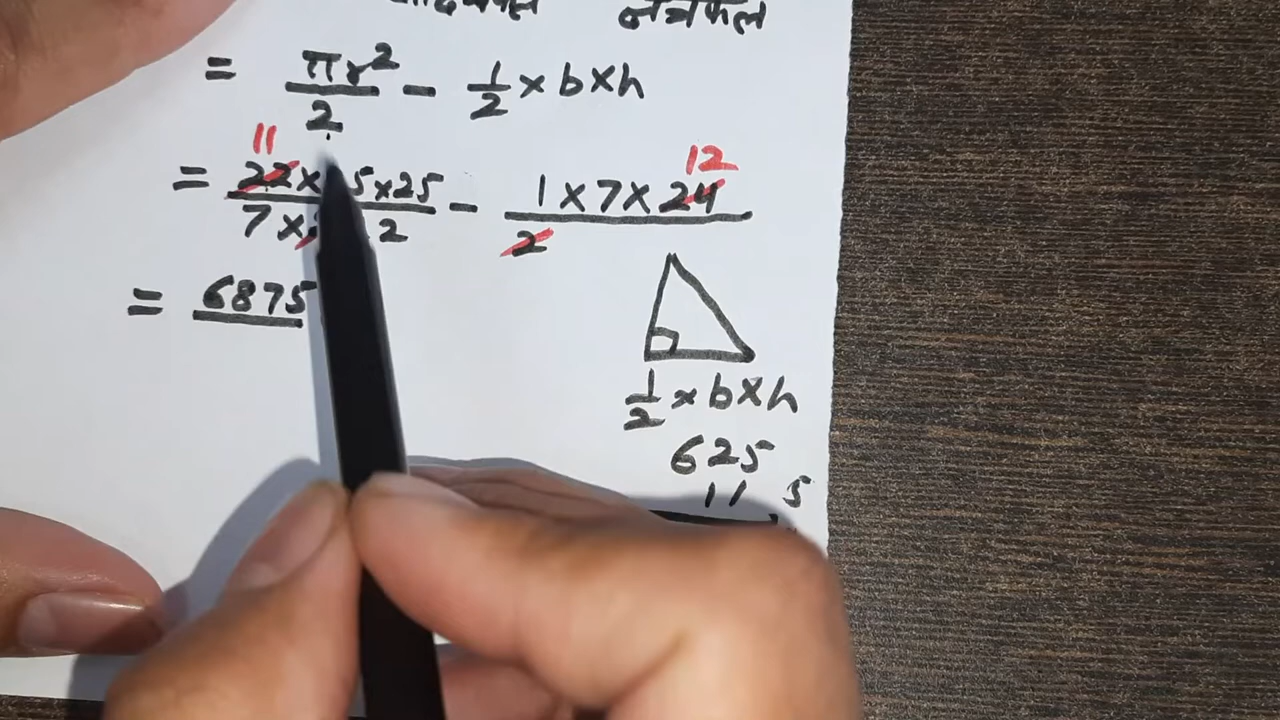 = πr²/2 - 1/2 × b × h
11 12
= 22 × 5 × 25 / 7 × 2 - 1 × 7 × 24 / 2
= 6875
1/2 × b × h
625
11 5